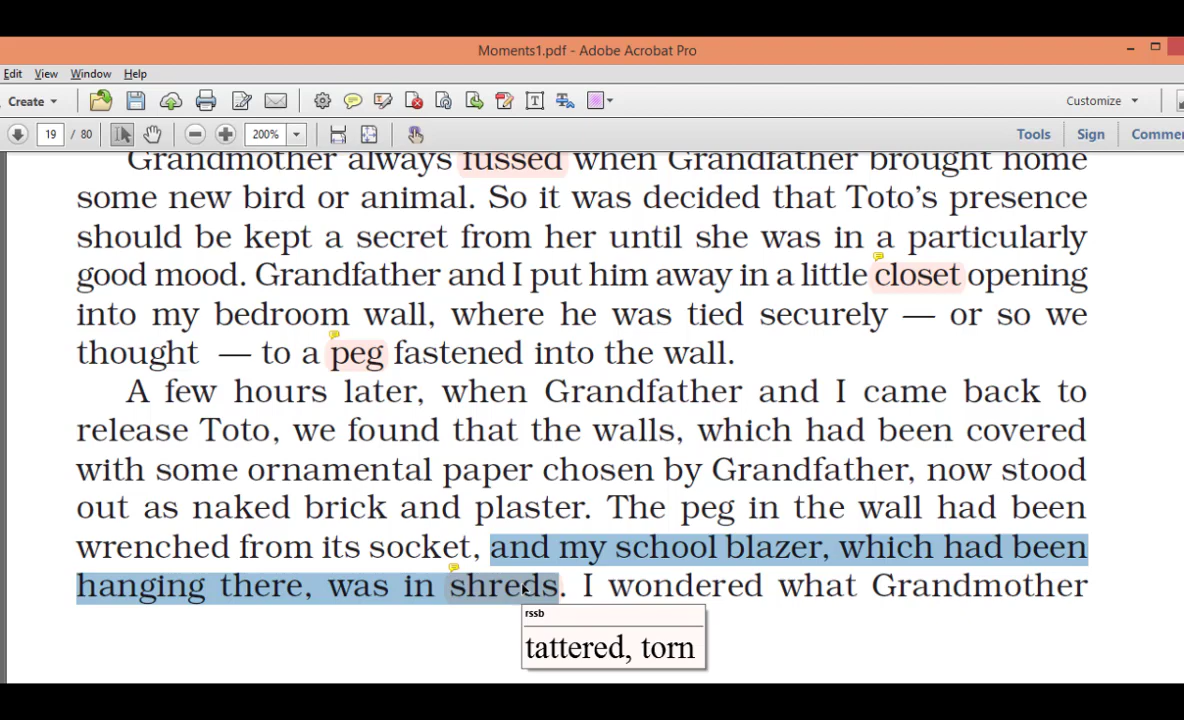 Moments1.pdf - Adobe Acrobat Pro
Edit View Window Help
Create Customize
19 / 80 200% Tools Sign Comme
Grandmother always fussed when Grandfather brought home
some new bird or animal. So it was decided that Toto's presence
should be kept a secret from her until she was in a particularly
good mood. Grandfather and I put him away in a little closet opening
into my bedroom wall, where he was tied securely — or so we
thought — to a peg fastened into the wall.
A few hours later, when Grandfather and I came back to
release Toto, we found that the walls, which had been covered
with some ornamental paper chosen by Grandfather, now stood
out as naked brick and plaster. The peg in the wall had been
wrenched from its socket, and my school blazer, which had been
hanging there, was in shreds. I wondered what Grandmother
rssb
tattered, torn